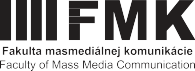 FMK
Fakulta masmediálnej komunikácie
Faculty of Mass Media Communication